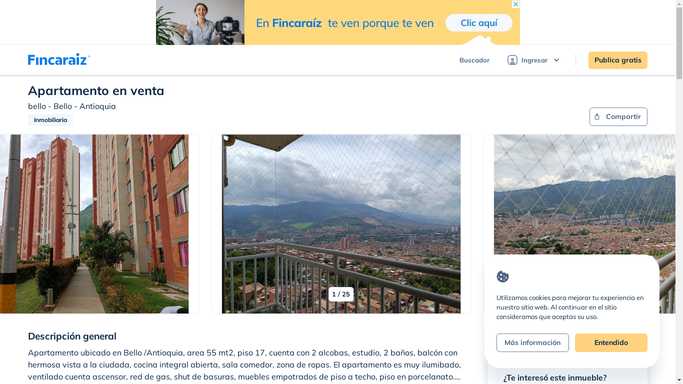 En Fincaraíz te ven porque te ven
Clic aquí
Fincaraiz
Buscador
Ingresar
Publica gratis
Apartamento en venta
bello - Bello - Antioquia
Inmobiliaria
Compartir
1 / 25
Utilizamos cookies para mejorar tu experiencia en
nuestro sitio web. Al continuar en el sitio
consideramos que aceptas su uso.
Más información
Entendido
Descripción general
Apartamento ubicado en Bello /Antioquia, area 55 mt2, piso 17, cuenta con 2 alcobas, estudio, 2 baños, balcón con
hermosa vista a la ciudad, cocina integral abierta, sala comedor, zona de ropas. El apartamento es muy iluminado,
ventilado cuenta ascensor, red de gas, shut de basuras, muebles empotrados de piso a techo, piso en porcelanato....
¿Te interesó este inmueble?